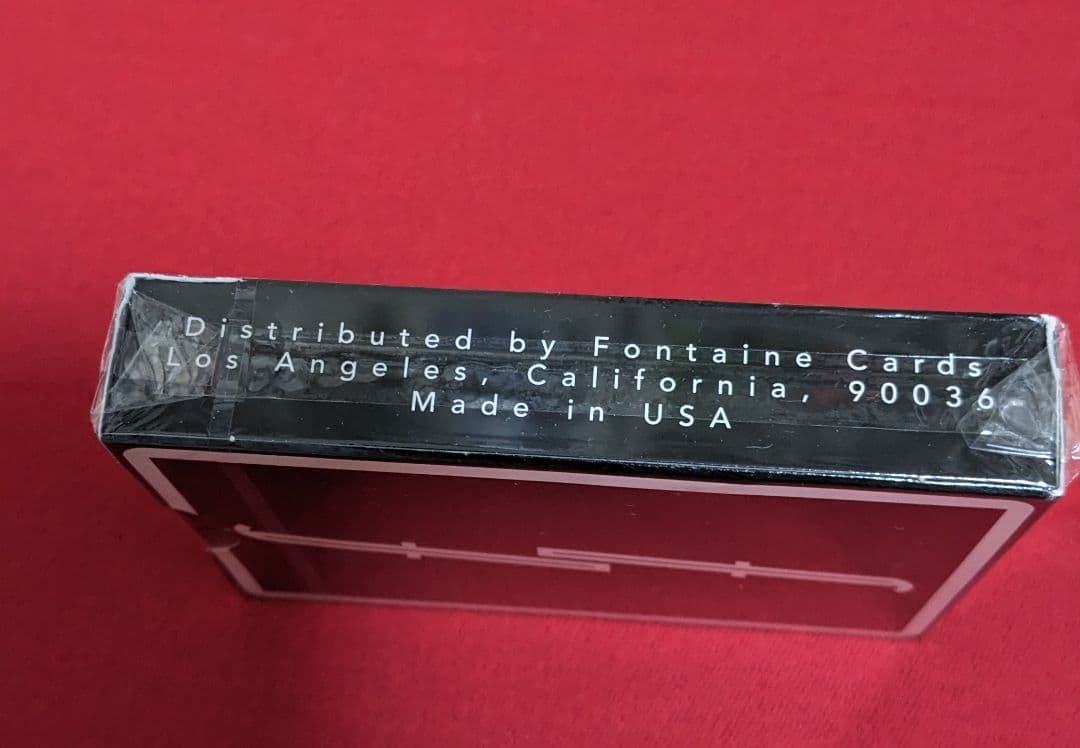 Distributed by Fontaine Cards
Los Angeles, California, 90036
Made in USA